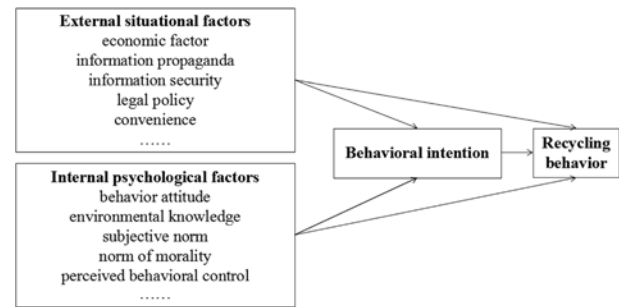 External situational factors
economic factor
information propaganda
information security
legal policy
convenience
……
Behavioral intention
Recycling
behavior
Internal psychological factors
behavior attitude
environmental knowledge
subjective norm
norm of morality
perceived behavioral control
……